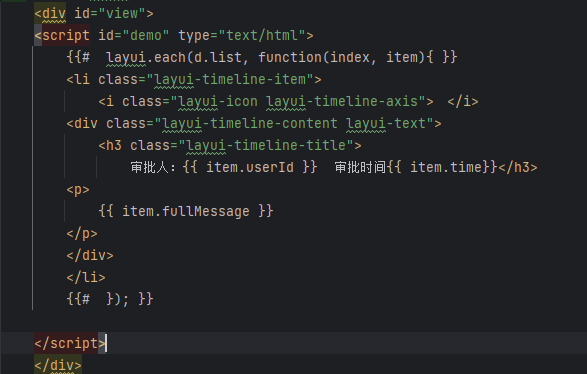 <div id="view">
<script id="demo" type="text/html">
{{#  layui.each(d.list, function(index, item){ }}
<li class="layui-timeline-item">
<i class="layui-icon layui-timeline-axis">  </i>
<div class="layui-timeline-content layui-text">
<h3 class="layui-timeline-title">
审批人：{{ item.userId }}  审批时间{{ item.time}}</h3>
<p>
{{ item.fullMessage }}
</p>
</div>
</li>
{{#  }); }}
</script>
</div>